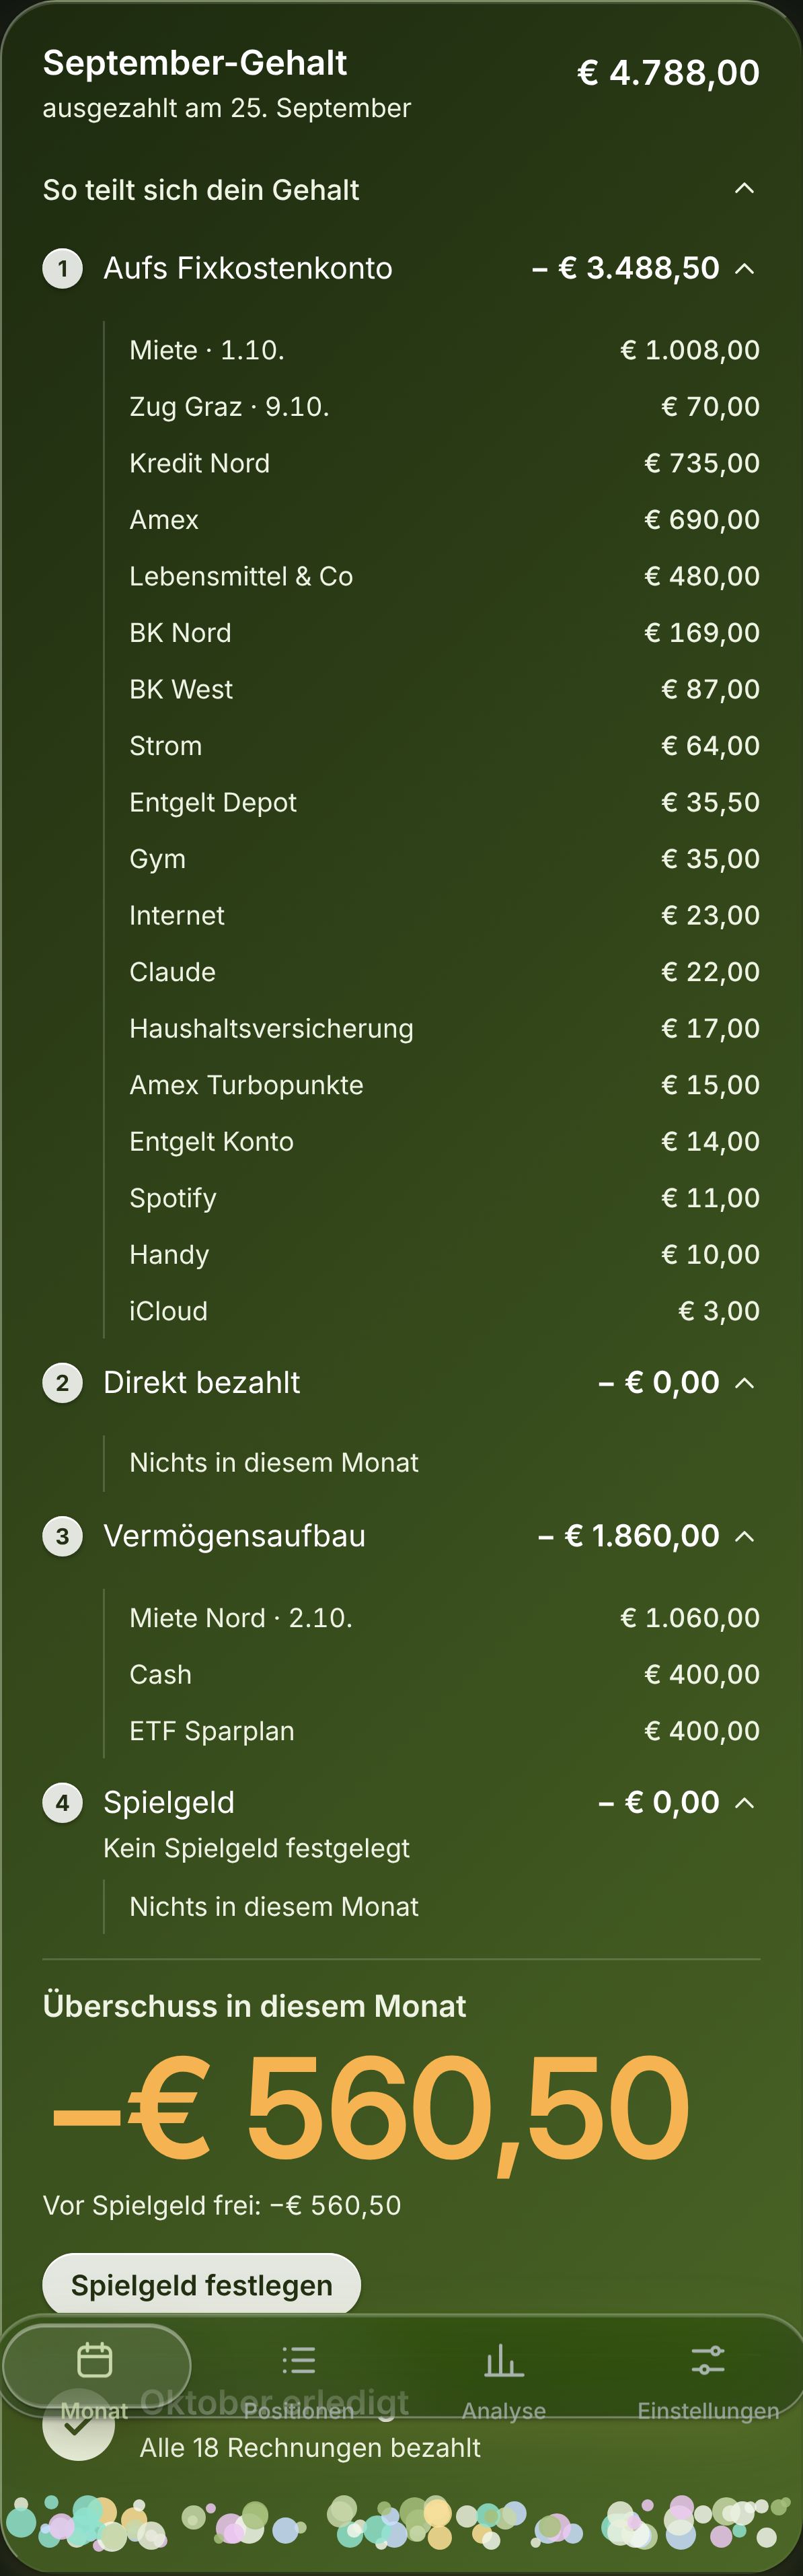 September-Gehalt
€ 4.788,00
ausgezahlt am 25. September
So teilt sich dein Gehalt
1 Aufs Fixkostenkonto – € 3.488,50
Miete · 1.10. € 1.008,00
Zug Graz · 9.10. € 70,00
Kredit Nord € 735,00
Amex € 690,00
Lebensmittel & Co € 480,00
BK Nord € 169,00
BK West € 87,00
Strom € 64,00
Entgelt Depot € 35,50
Gym € 35,00
Internet € 23,00
Claude € 22,00
Haushaltsversicherung € 17,00
Amex Turbopunkte € 15,00
Entgelt Konto € 14,00
Spotify € 11,00
Handy € 10,00
iCloud € 3,00
2 Direkt bezahlt – € 0,00
Nichts in diesem Monat
3 Vermögensaufbau – € 1.860,00
Miete Nord · 2.10. € 1.060,00
Cash € 400,00
ETF Sparplan € 400,00
4 Spielgeld – € 0,00
Kein Spielgeld festgelegt
Nichts in diesem Monat
Überschuss in diesem Monat
–€ 560,50
Vor Spielgeld frei: –€ 560,50
Spielgeld festlegen
Oktober erledigt
Monat Positionen Analyse Einstellungen
Alle 18 Rechnungen bezahlt